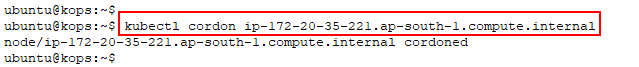 ubuntu@kops:~$
ubuntu@kops:~$ kubectl cordon ip-172-20-35-221.ap-south-1.compute.internal
node/ip-172-20-35-221.ap-south-1.compute.internal cordoned
ubuntu@kops:~$